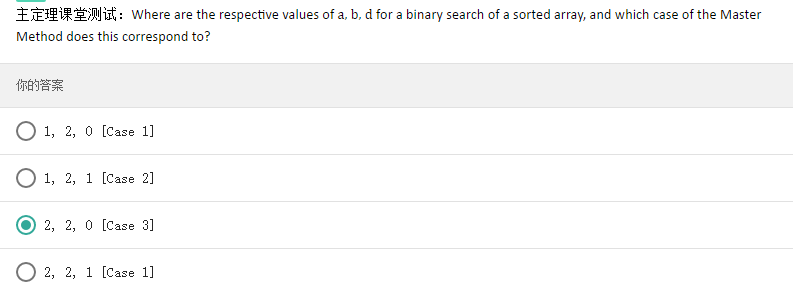 主定理课堂测试：Where are the respective values of a, b, d for a binary search of a sorted array, and which case of the Master
Method does this correspond to?
你的答案
1, 2, 0 [Case 1]
1, 2, 1 [Case 2]
2, 2, 0 [Case 3]
2, 2, 1 [Case 1]